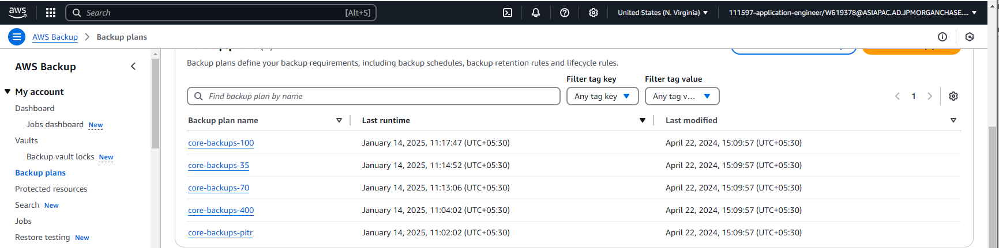 aws Search [Alt+S] United States (N. Virginia) 111597-application-engineer/W619378@ASIAPAC.AD.JPMORGANCHASE....
AWS Backup > Backup plans
AWS Backup
My account
Dashboard
Jobs dashboard New
Vaults
Backup vault locks New
Backup plans
Protected resources
Search New
Jobs
Restore testing New
Backup plans define your backup requirements, including backup schedules, backup retention rules and lifecycle rules.
Filter tag key Filter tag value
Find backup plan by name Any tag key Any tag v... 1
Backup plan name Last runtime Last modified
core-backups-100 January 14, 2025, 11:17:47 (UTC+05:30) April 22, 2024, 15:09:57 (UTC+05:30)
core-backups-35 January 14, 2025, 11:14:52 (UTC+05:30) April 22, 2024, 15:09:57 (UTC+05:30)
core-backups-70 January 14, 2025, 11:13:06 (UTC+05:30) April 22, 2024, 15:09:57 (UTC+05:30)
core-backups-400 January 14, 2025, 11:04:02 (UTC+05:30) April 22, 2024, 15:09:57 (UTC+05:30)
core-backups-pitr January 14, 2025, 11:02:02 (UTC+05:30) April 22, 2024, 15:09:57 (UTC+05:30)